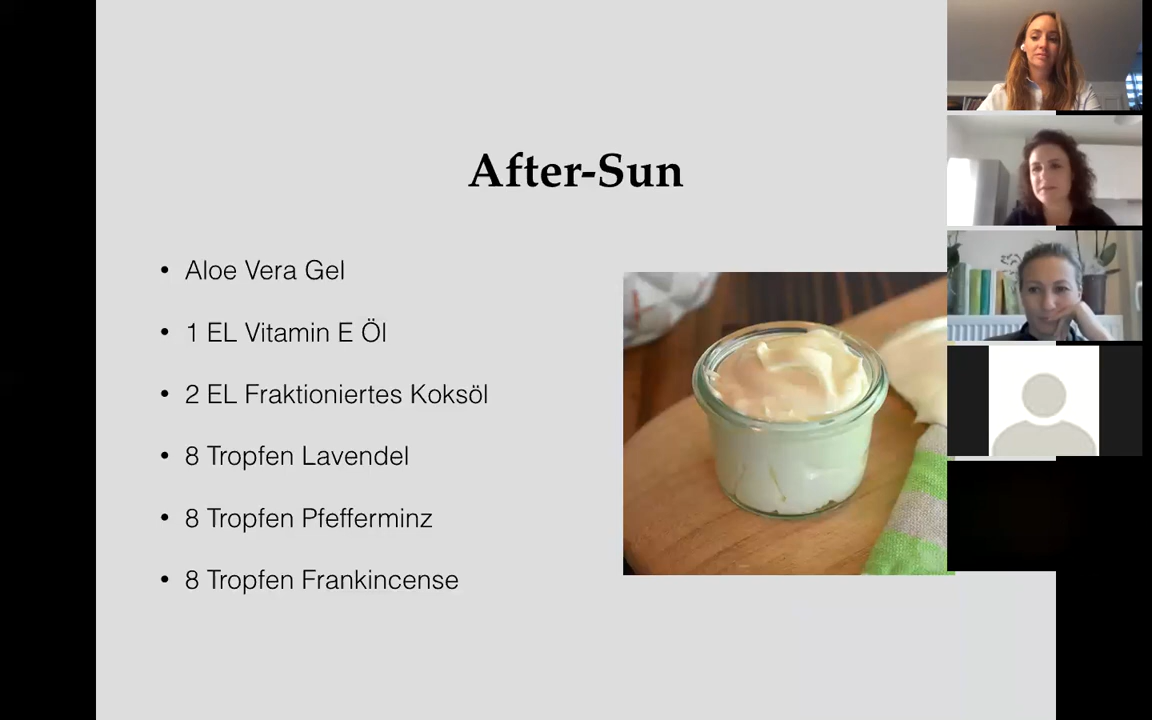 After-Sun
• Aloe Vera Gel
• 1 EL Vitamin E Öl
• 2 EL Fraktioniertes Koksöl
• 8 Tropfen Lavendel
• 8 Tropfen Pfefferminz
• 8 Tropfen Frankincense